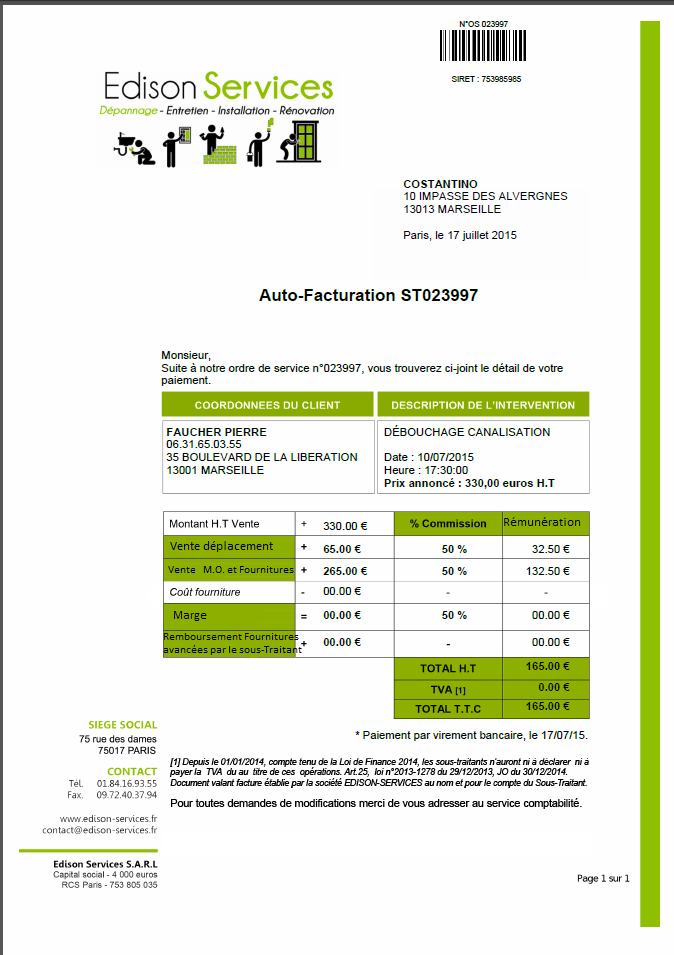 N°OS 023997
SIRET : 753985985
Edison Services
Dépannage - Entretien - Installation - Rénovation
COSTANTINO
10 IMPASSE DES ALVERGNES
13013 MARSEILLE
Paris, le 17 juillet 2015
Auto-Facturation ST023997
Monsieur,
Suite à notre ordre de service n°023997, vous trouverez ci-joint le détail de votre
paiement.
COORDONNEES DU CLIENT
FAUCHER PIERRE
06.31.65.03.55
35 BOULEVARD DE LA LIBERATION
13001 MARSEILLE
DESCRIPTION DE L'INTERVENTION
DÉBOUCHAGE CANALISATION
Date : 10/07/2015
Heure : 17:30:00
Prix annoncé : 330,00 euros H.T
Montant H.T Vente + 330.00 € % Commission Rémunération
Vente déplacement + 65.00 € 50 % 32.50 €
Vente M.O. et Fournitures + 265.00 € 50 % 132.50 €
Coût fourniture - 00.00 € - -
Marge = 00.00 € 50 % 00.00 €
Remboursement Fournitures
avancées par le sous-Traitant + 00.00 € - 00.00 €
TOTAL H.T 165.00 €
TVA [1] 0.00 €
TOTAL T.T.C 165.00 €
* Paiement par virement bancaire, le 17/07/15.
[1] Depuis le 01/01/2014, compte tenu de la Loi de Finance 2014, les sous-traitants n'auront ni à déclarer ni à
payer la TVA du au titre de ces opérations. Art.25, loi n°2013-1278 du 29/12/2013, JO du 30/12/2014.
Document valant facture établie par la société EDISON-SERVICES au nom et pour le compte du Sous-Traitant.
Pour toutes demandes de modifications merci de vous adresser au service comptabilité.
SIEGE SOCIAL
75 rue des dames
75017 PARIS
CONTACT
Tél. 01.84.16.93.55
Fax. 09.72.40.37.94
www.edison-services.fr
contact@edison-services.fr
Edison Services S.A.R.L
Capital social - 4 000 euros
RCS Paris - 753 805 035
Page 1 sur 1